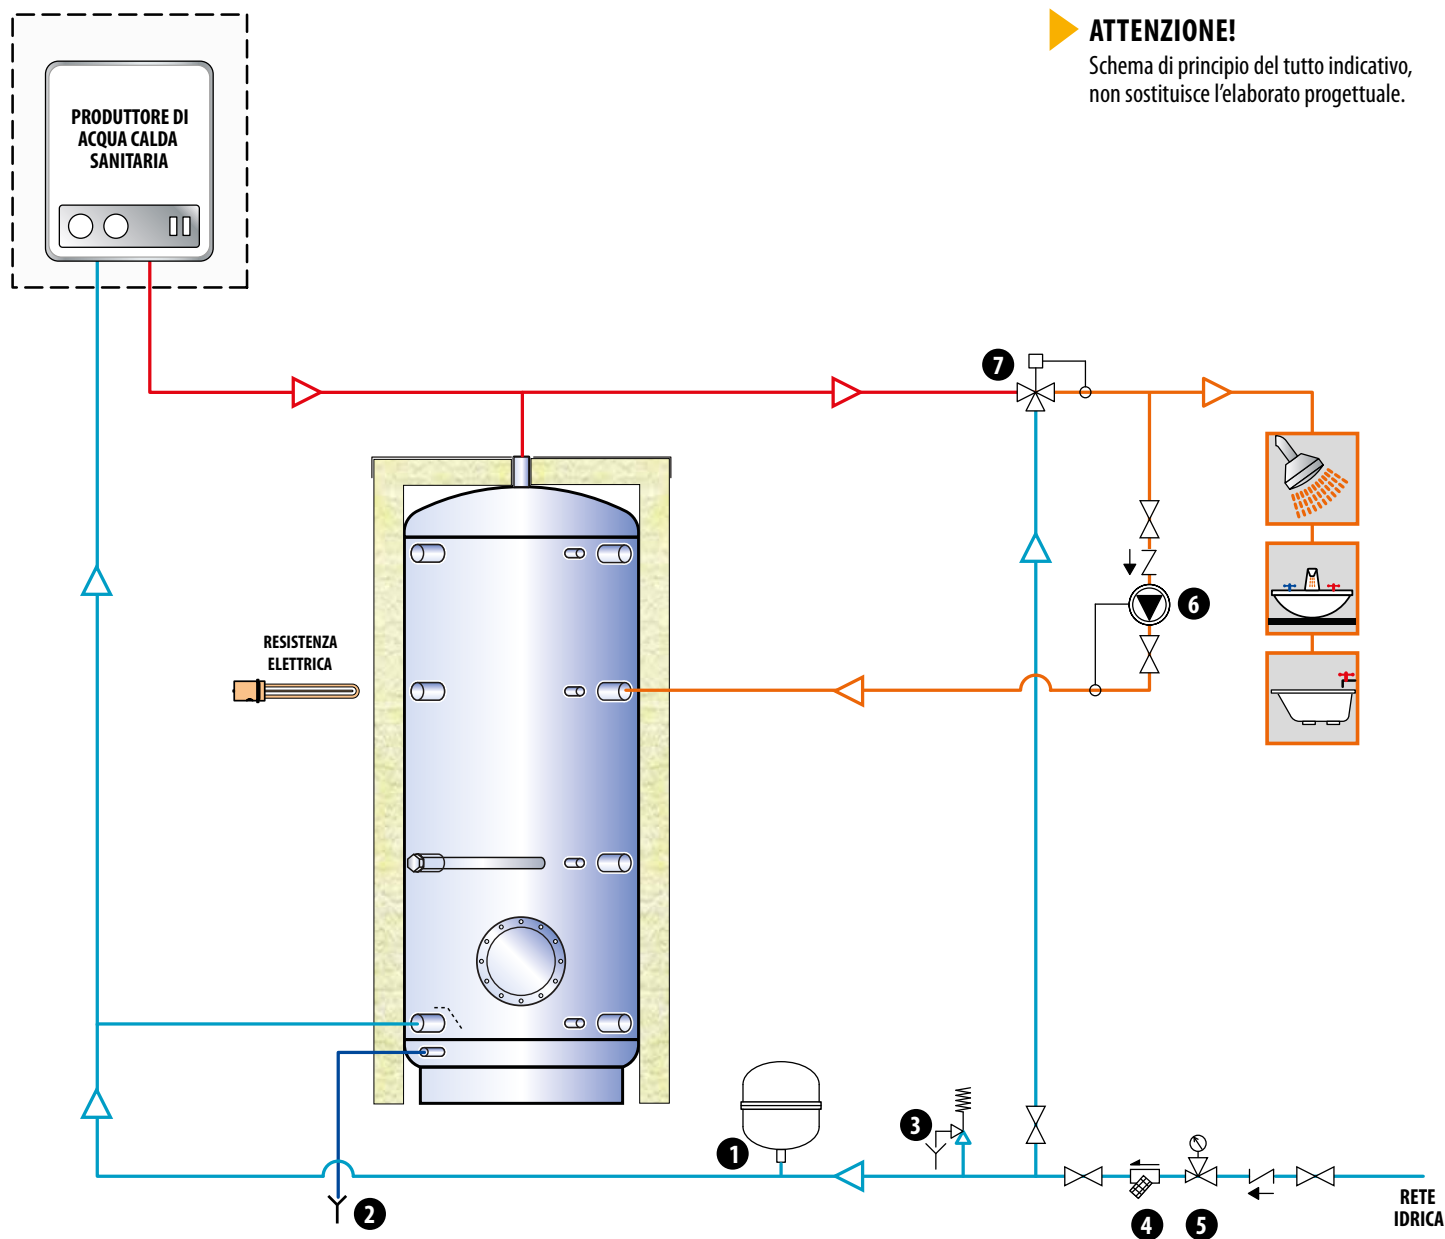 ATTENZIONE!
Schema di principio del tutto indicativo,
non sostituisce l'elaborato progettuale.
PRODUTTORE DI
ACQUA CALDA
SANITARIA
7
6
RESISTENZA
ELETTRICA
3
1
2
4
5
RETE
IDRICA